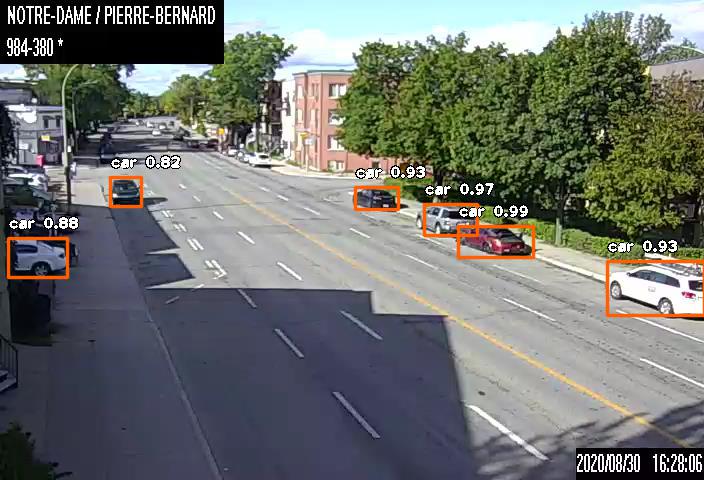 NOTRE-DAME / PIERRE-BERNARD
984-380 *
car 0.82
car 0.93
car 0.97
car 0.99
car 0.88
car 0.93
2020/08/30 16:28:06